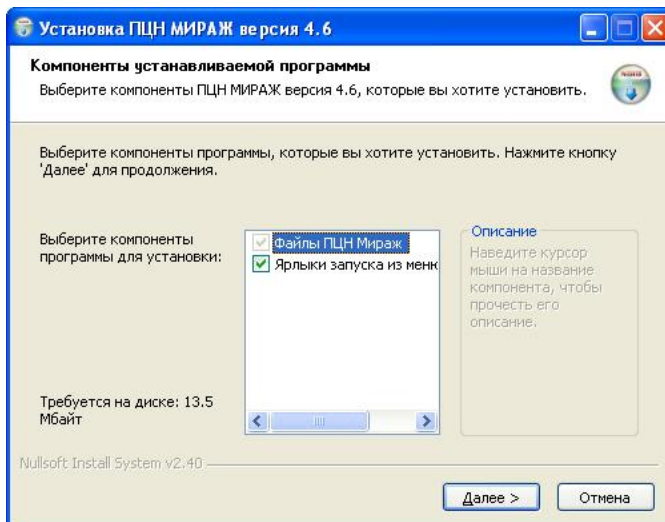 Установка ПЦН МИРАЖ версия 4.6
Компоненты устанавливаемой программы
Выберите компоненты ПЦН МИРАЖ версия 4.6, которые вы хотите установить.
Выберите компоненты программы, которые вы хотите установить. Нажмите кнопку
'Далее' для продолжения.
Выберите компоненты
программы для установки:
Файлы ПЦН Мираж
Ярлыки запуска из меню
Описание
Наведите курсор
мыши на название
компонента, чтобы
прочесть его
описание.
Требуется на диске: 13.5
Мбайт
Nullsoft Install System v2.40
Далее >
Отмена